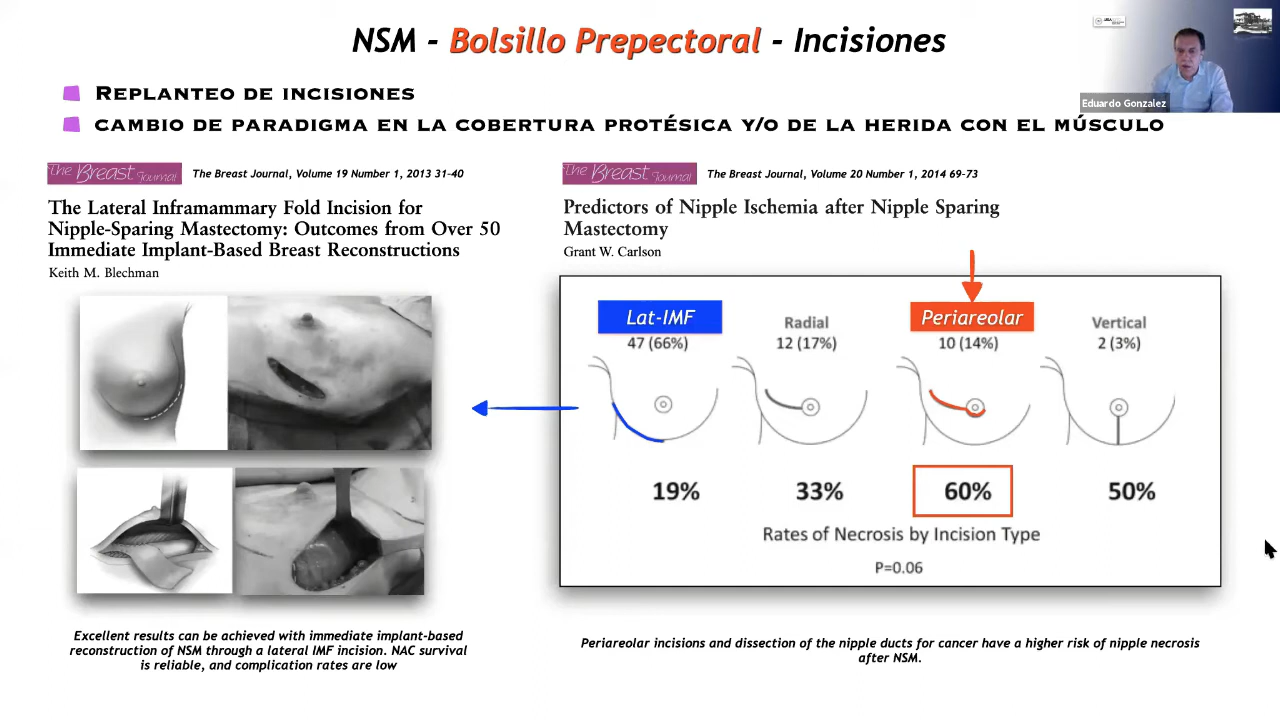 NSM - Bolsillo Prepectoral - Incisiones
Eduardo Gonzalez
REPLANTEO DE INCISIONES
CAMBIO DE PARADIGMA EN LA COBERTURA PROTÉSICA Y/O DE LA HERIDA CON EL MÚSCULO
The Breast Journal
The Breast Journal, Volume 19 Number 1, 2013 31–40
The Lateral Inframammary Fold Incision for
Nipple-Sparing Mastectomy: Outcomes from Over 50
Immediate Implant-Based Breast Reconstructions
Keith M. Blechman
Excellent results can be achieved with immediate implant-based
reconstruction of NSM through a lateral IMF incision. NAC survival
is reliable, and complication rates are low
The Breast Journal
The Breast Journal, Volume 20 Number 1, 2014 69–73
Predictors of Nipple Ischemia after Nipple Sparing
Mastectomy
Grant W. Carlson
Lat-IMF Radial Periareolar Vertical
47 (66%) 12 (17%) 10 (14%) 2 (3%)
19% 33% 60% 50%
Rates of Necrosis by Incision Type
P=0.06
Periareolar incisions and dissection of the nipple ducts for cancer have a higher risk of nipple necrosis
after NSM.